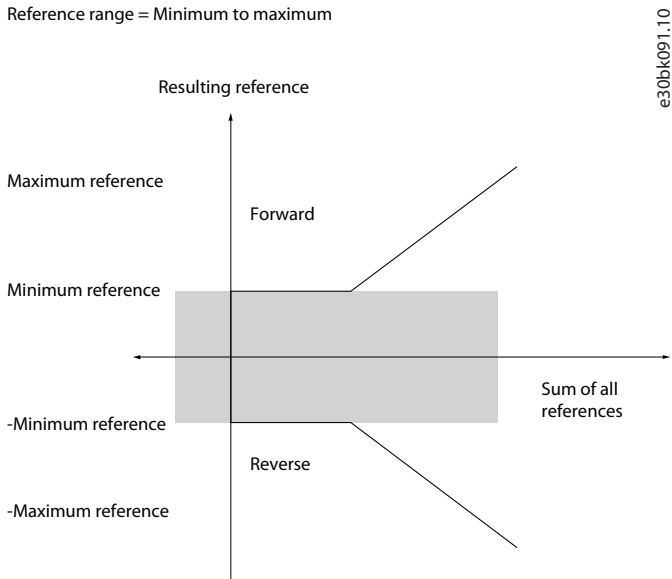 Reference range = Minimum to maximum
e30bk091.10
Resulting reference
Maximum reference
Forward
Minimum reference
Sum of all
references
-Minimum reference
Reverse
-Maximum reference